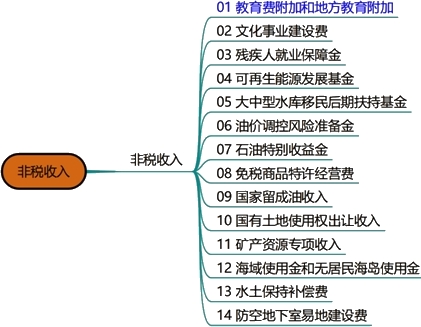 01 教育费附加和地方教育附加
02 文化事业建设费
03 残疾人就业保障金
04 可再生能源发展基金
05 大中型水库移民后期扶持基金
06 油价调控风险准备金
07 石油特别收益金
08 免税商品特许经营费
09 国家留成油收入
10 国有土地使用权出让收入
11 矿产资源专项收入
12 海域使用金和无居民海岛使用金
13 水土保持补偿费
14 防空地下室易地建设费
非税收入
非税收入